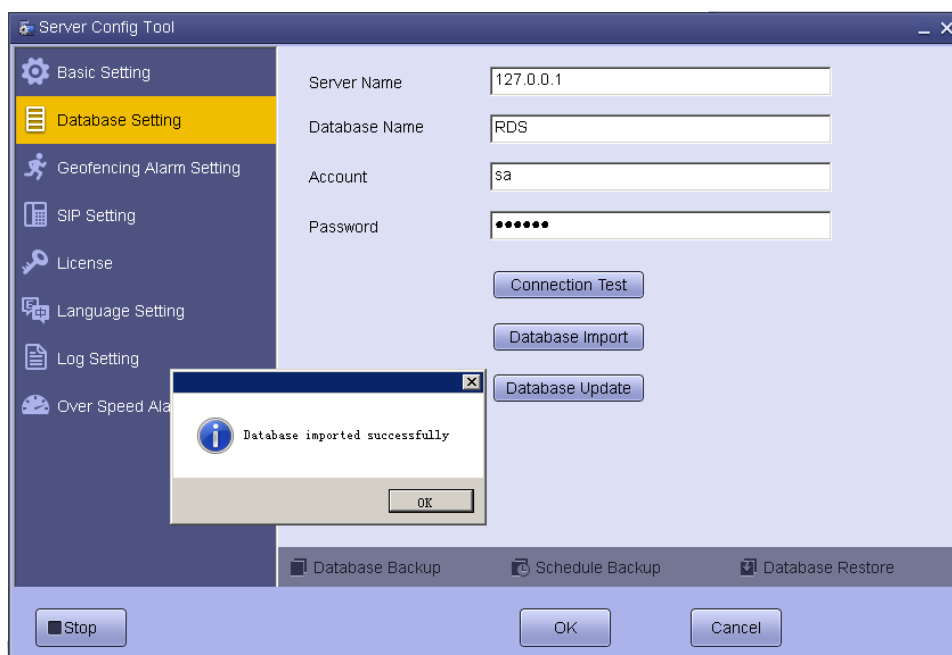 Server Config Tool
Basic Setting
Database Setting
Geofencing Alarm Setting
SIP Setting
License
Language Setting
Log Setting
Over Speed Ala
Server Name
127.0.0.1
Database Name
RDS
Account
sa
Password
••••••
Connection Test
Database Import
Database Update
Database imported successfully
OK
Database Backup
Schedule Backup
Database Restore
Stop
OK
Cancel